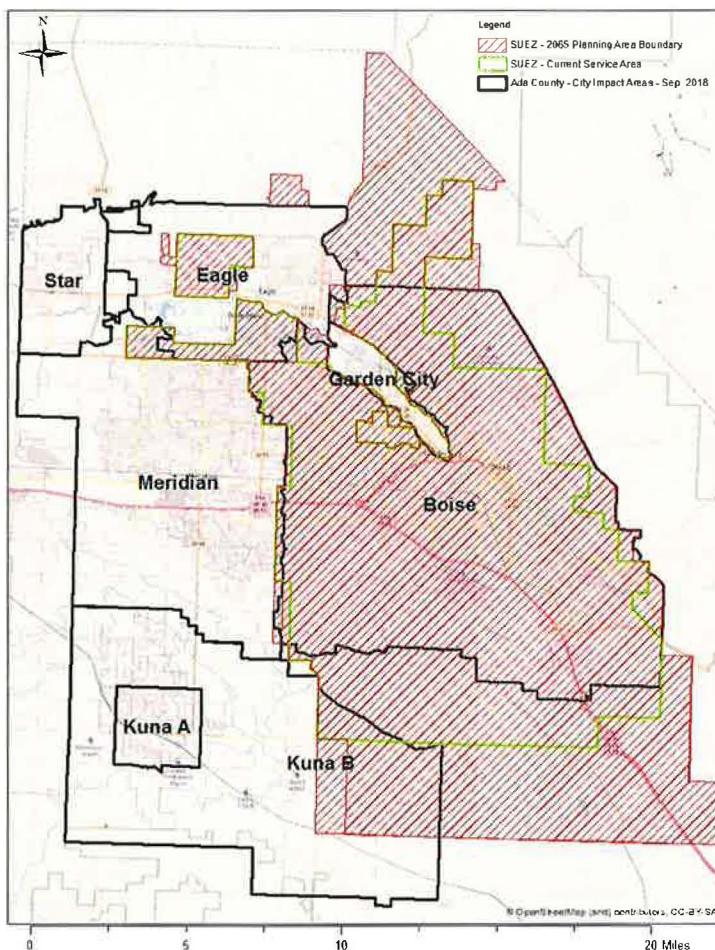 N
Legend
SUEZ - 2065 Planning Area Boundary
SUEZ - Current Service Area
Ada County - City Impact Areas - Sep. 2018
Star
Eagle
Garden City
Meridian
Boise
Kuna A
Kuna B
© OpenStreetMap (and) contributors, CC-BY-SA
0 5 10 20 Miles